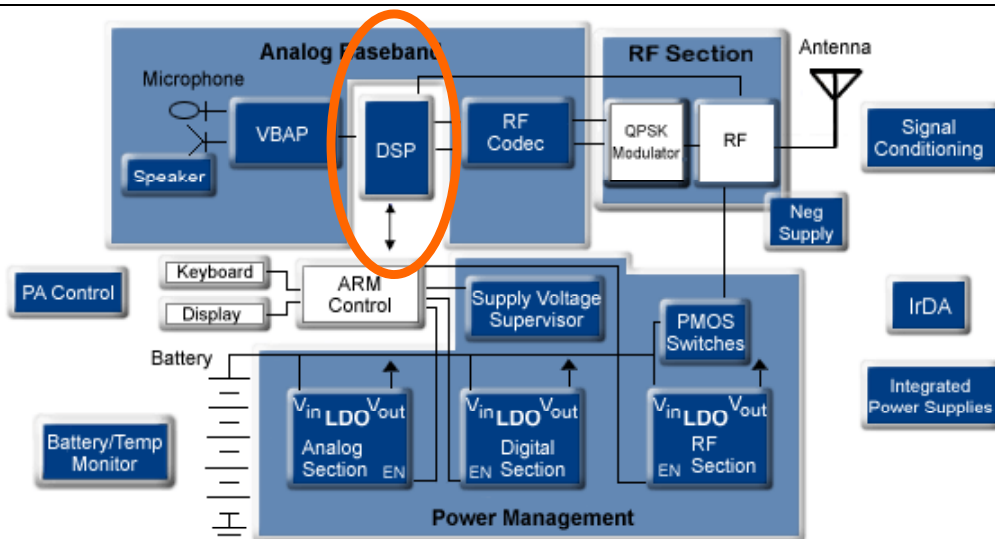 Analog Baseband
RF Section
Antenna
Microphone
VBAP
DSP
RF
Codec
QPSK
Modulator
RF
Signal
Conditioning
Speaker
Neg
Supply
Keyboard
Display
ARM
Control
Supply Voltage
Supervisor
PMOS
Switches
PA Control
IrDA
Battery
Vin LDO Vout
Analog
Section
EN
Vin LDO Vout
Digital
EN Section
Vin LDO Vout
RF
EN Section
Integrated
Power Supplies
Battery/Temp
Monitor
Power Management